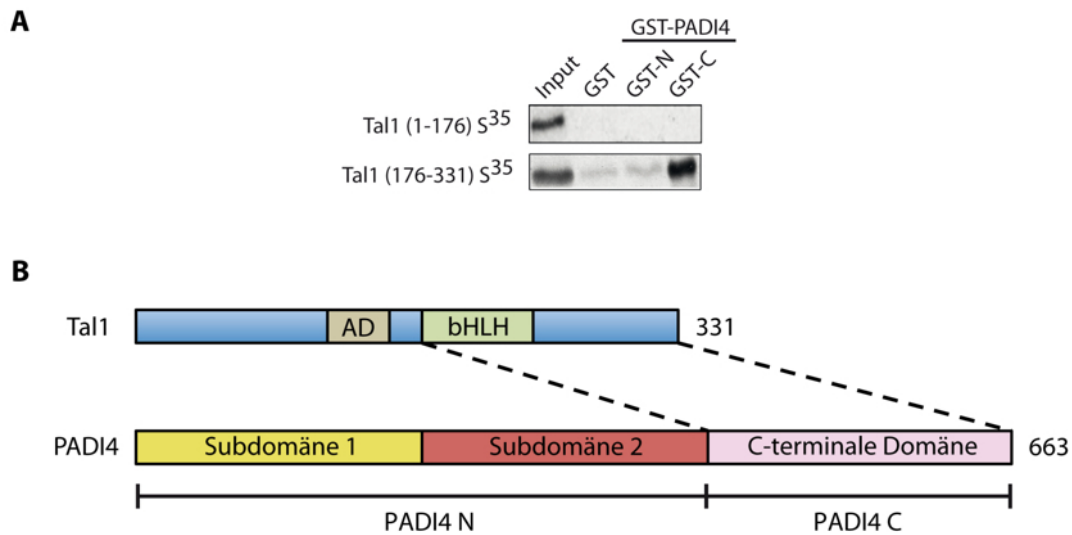 A
GST-PADI4
Input GST GST-N GST-C
Tal1 (1-176) S³⁵
Tal1 (176-331) S³⁵
B
Tal1 AD bHLH 331
PADI4 Subdomäne 1 Subdomäne 2 C-terminale Domäne 663
PADI4 N PADI4 C